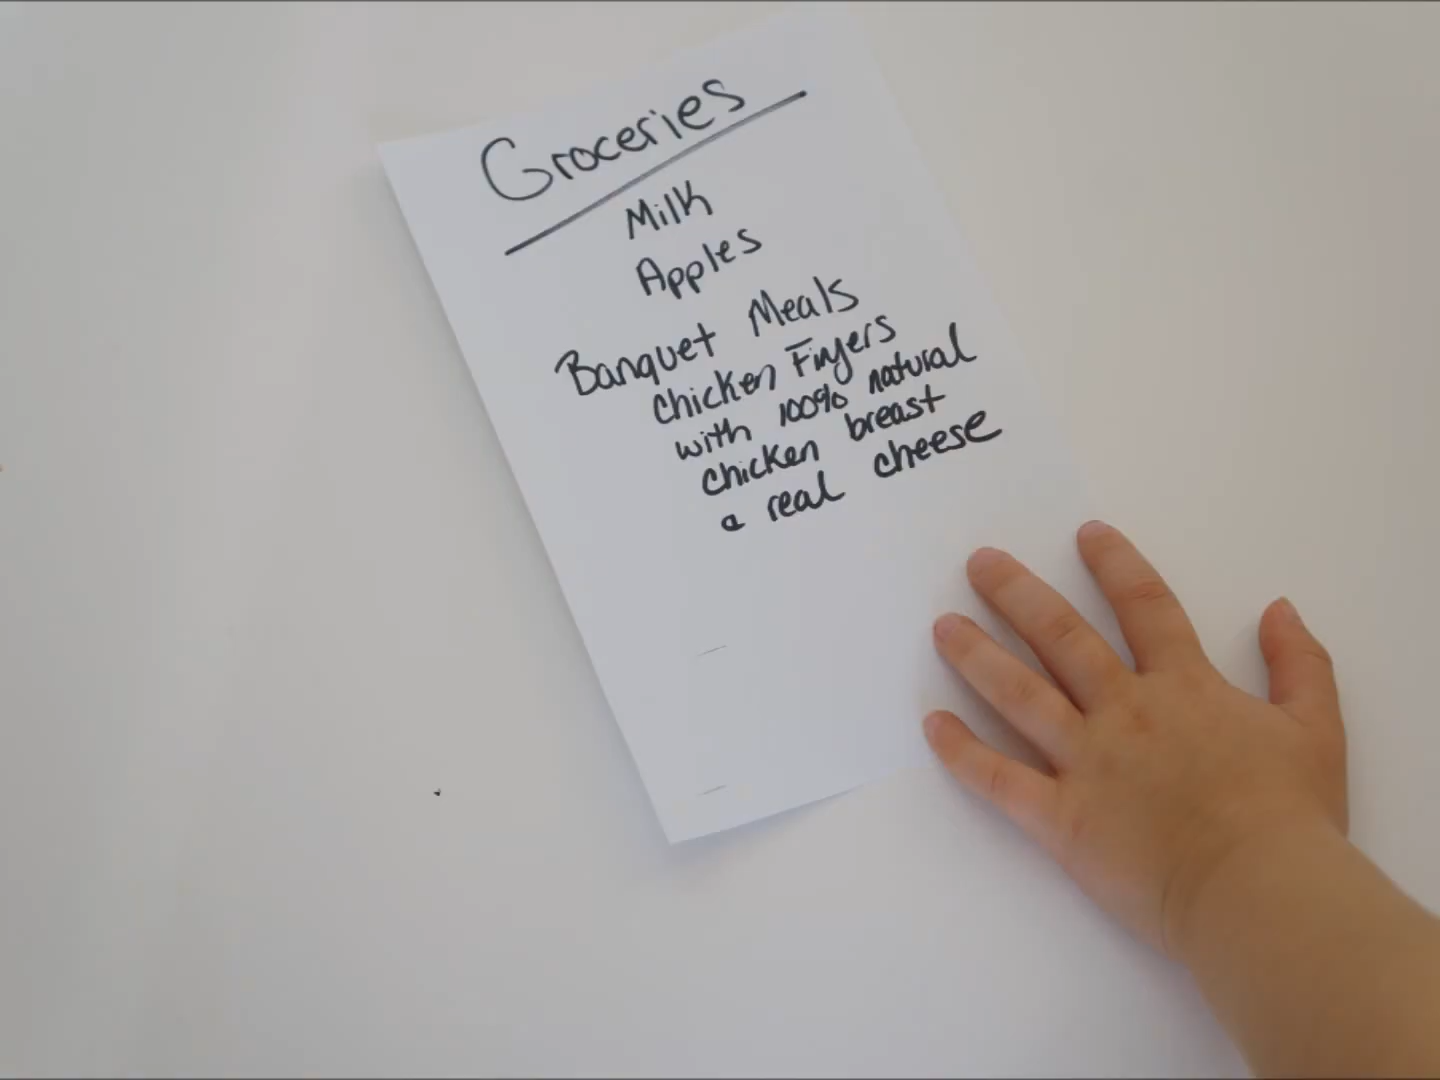 Groceries
Milk
Apples
Banquet Meals
Chicken Fingers
with 100% natural
chicken breast
a real cheese